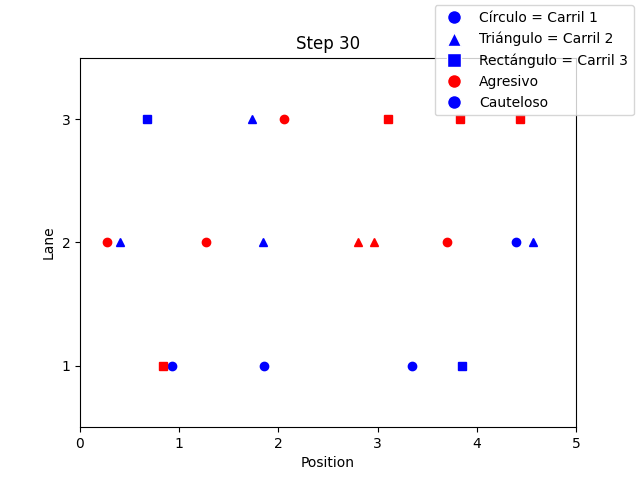 Step 30
Círculo = Carril 1
Triángulo = Carril 2
Rectángulo = Carril 3
Agresivo
Cauteloso
Lane
3
2
1
0 1 2 3 4 5
Position